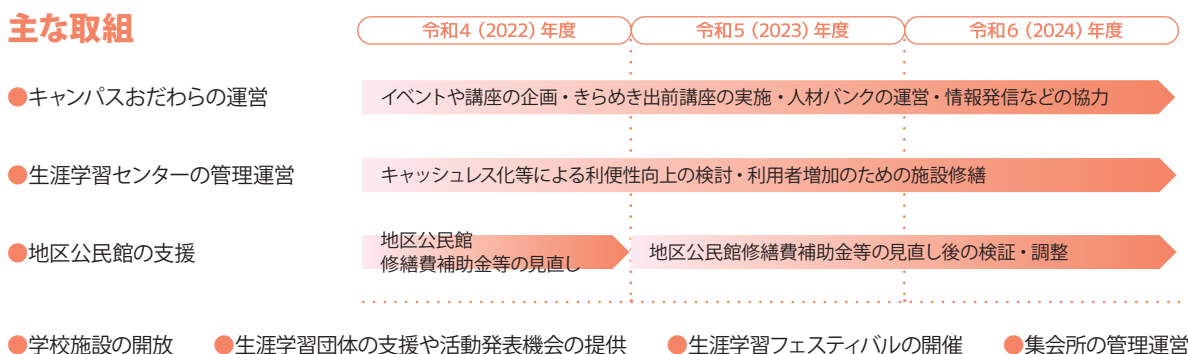 主な取組
令和4（2022）年度 令和5（2023）年度 令和6（2024）年度
●キャンパスおだわらの運営 イベントや講座の企画・きらめき出前講座の実施・人材バンクの運営・情報発信などの協力
●生涯学習センターの管理運営 キャッシュレス化等による利便性向上の検討・利用者増加のための施設修繕
●地区公民館の支援 地区公民館
修繕費補助金等の見直し 地区公民館修繕費補助金等の見直し後の検証・調整
●学校施設の開放 ●生涯学習団体の支援や活動発表機会の提供 ●生涯学習フェスティバルの開催 ●集会所の管理運営